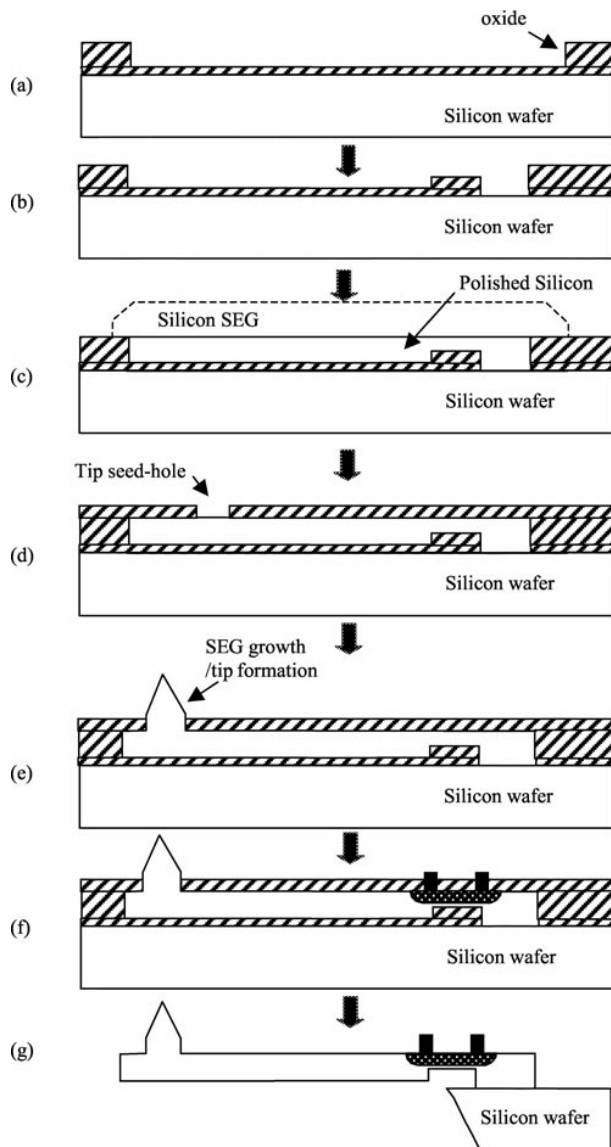 oxide
(a)
Silicon wafer
(b)
Silicon wafer
Polished Silicon
Silicon SEG
(c)
Silicon wafer
Tip seed-hole
(d)
Silicon wafer
SEG growth
/tip formation
(e)
Silicon wafer
(f)
Silicon wafer
(g)
Silicon wafer